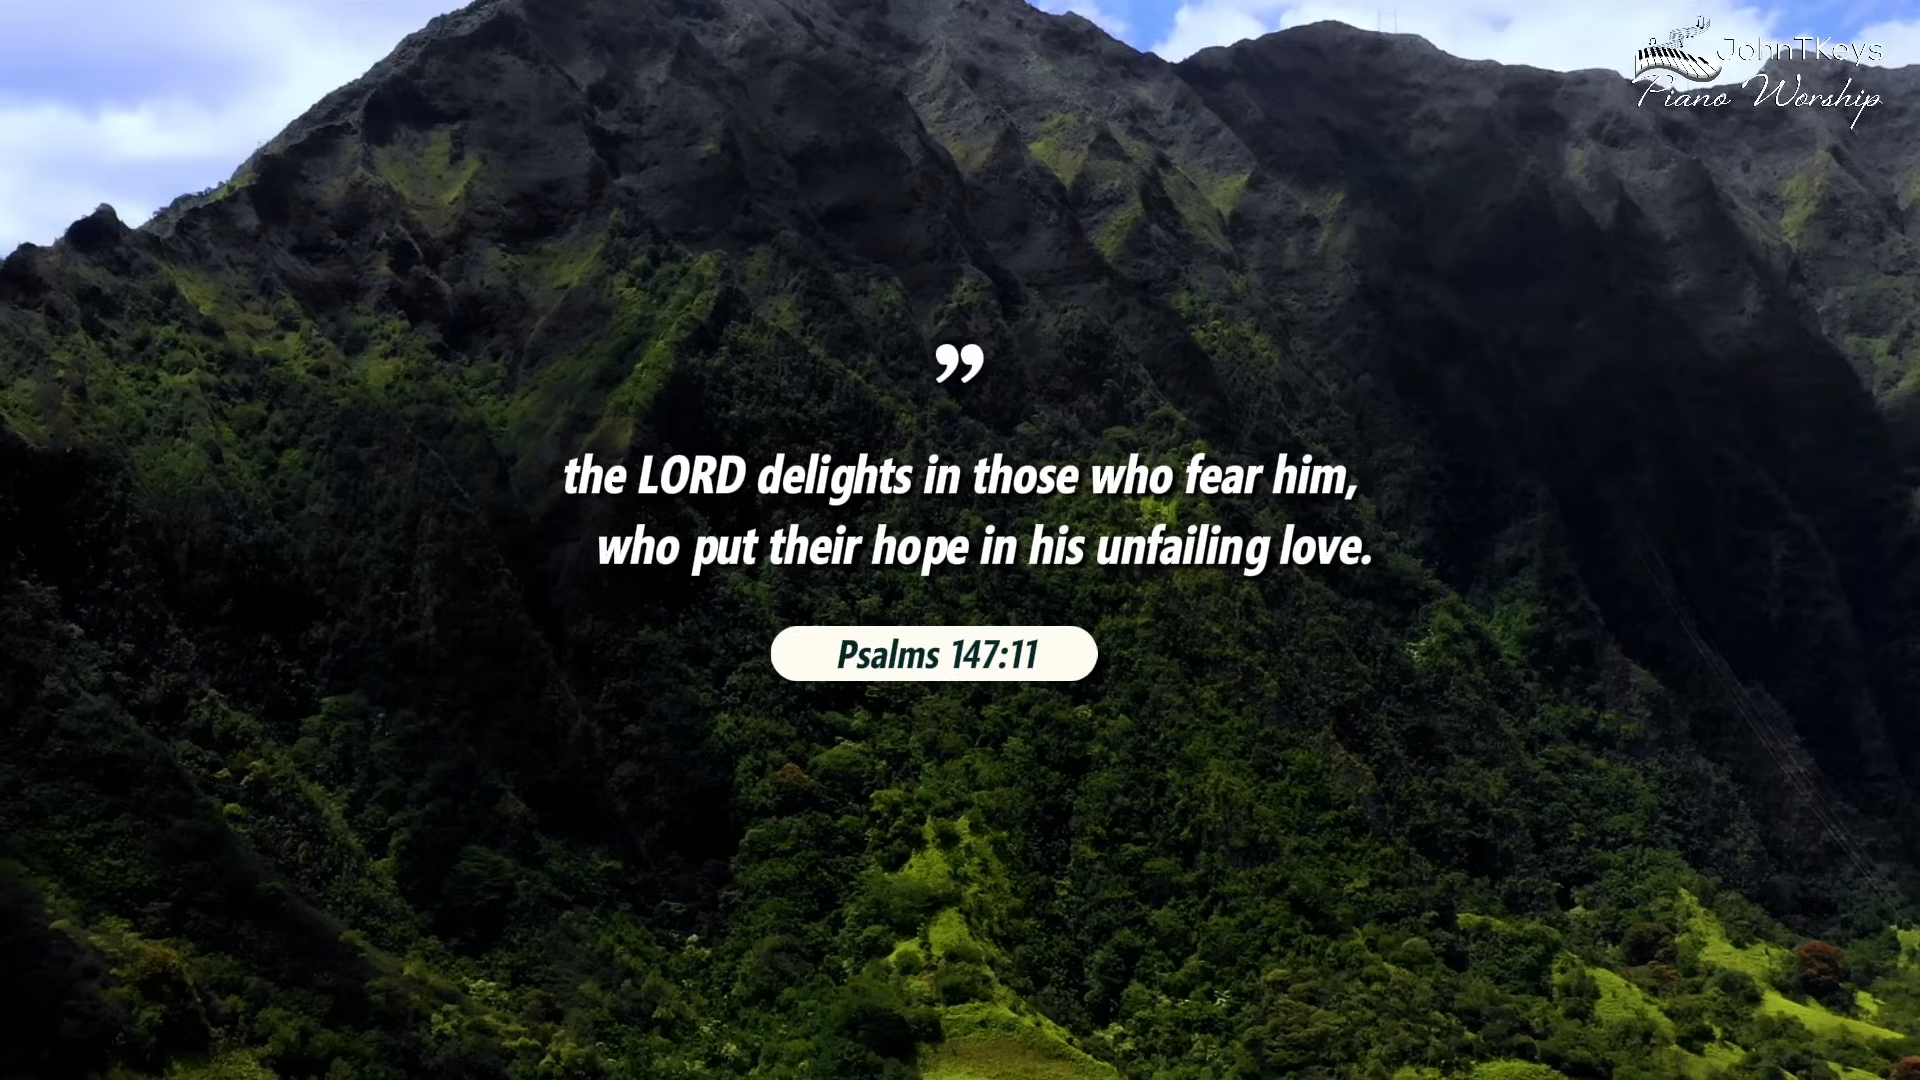 JohnTKeys
Piano Worship
”
the LORD delights in those who fear him,
who put their hope in his unfailing love.
Psalms 147:11